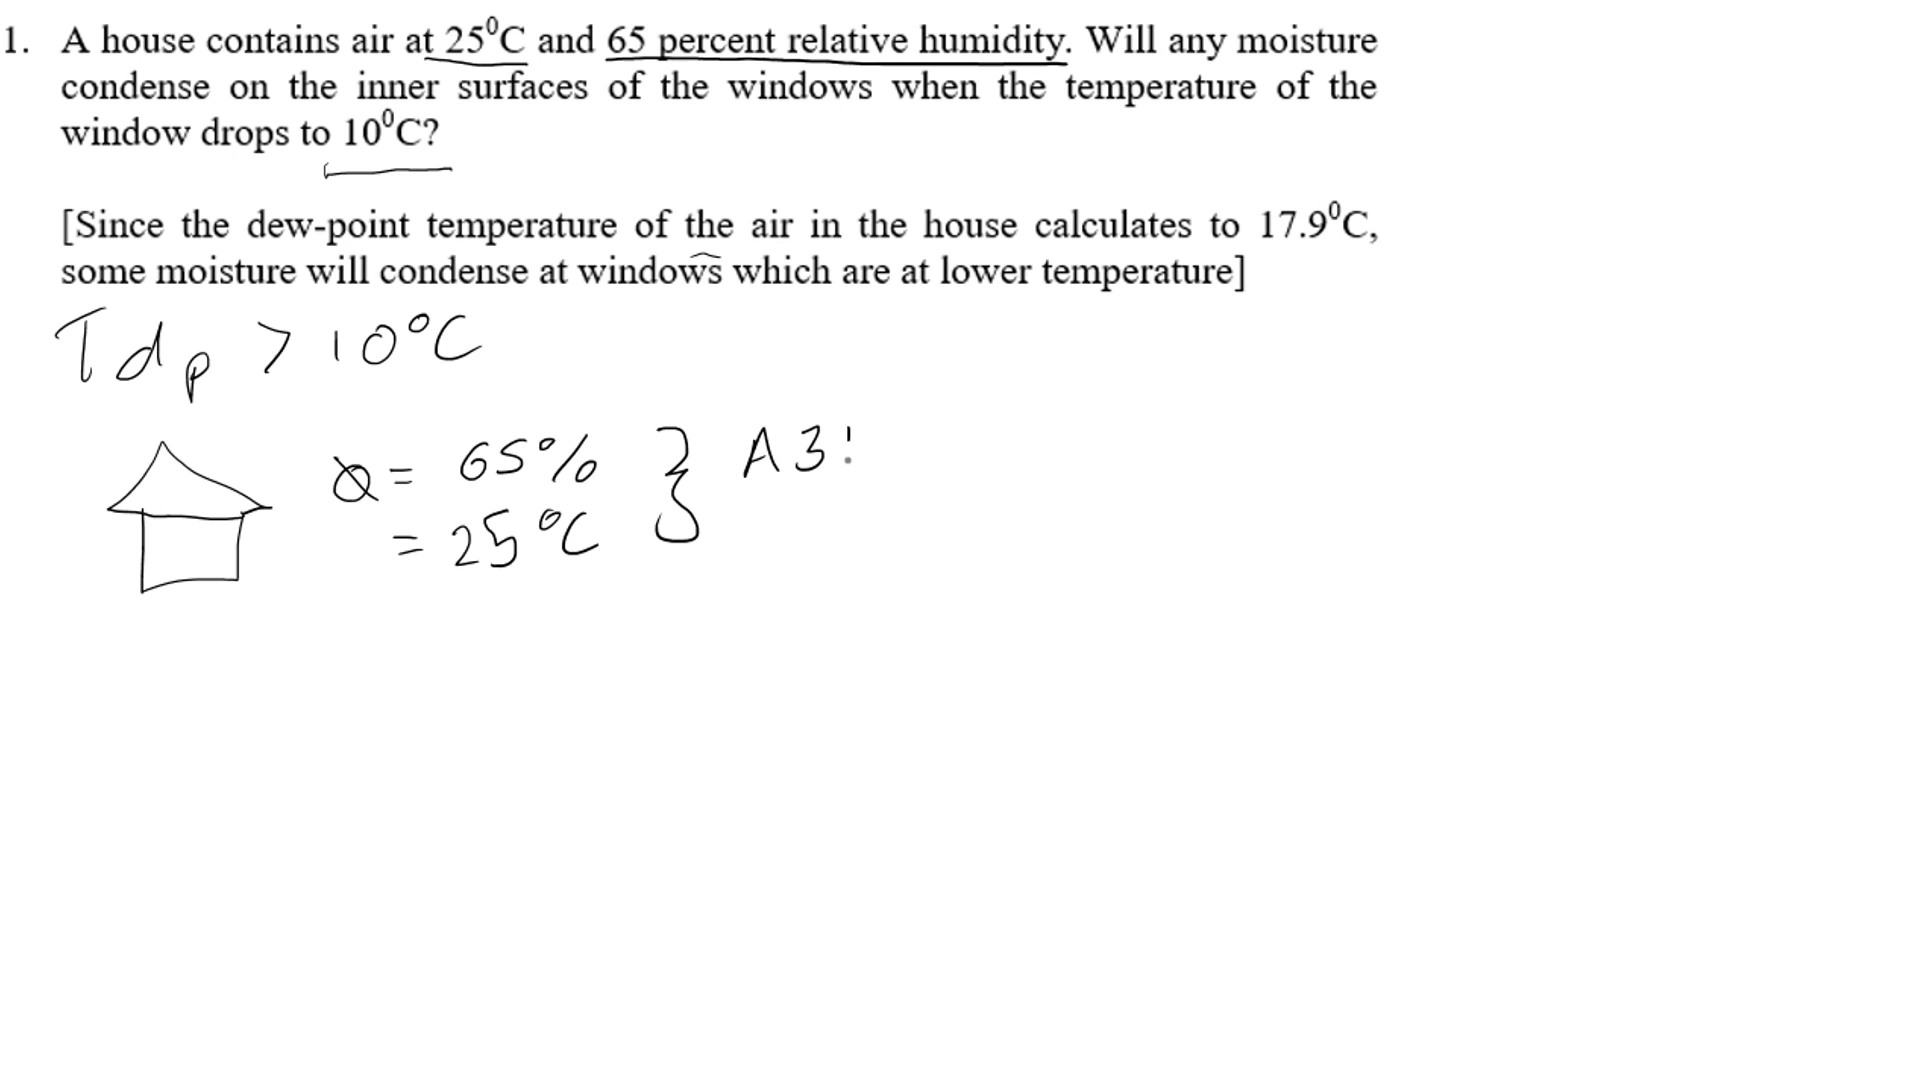 1. A house contains air at 25⁰C and 65 percent relative humidity. Will any moisture
condense on the inner surfaces of the windows when the temperature of the
window drops to 10⁰C?
[Since the dew-point temperature of the air in the house calculates to 17.9⁰C,
some moisture will condense at windows which are at lower temperature]
Tdp > 10°C
Ø = 65% } A3!
= 25°C